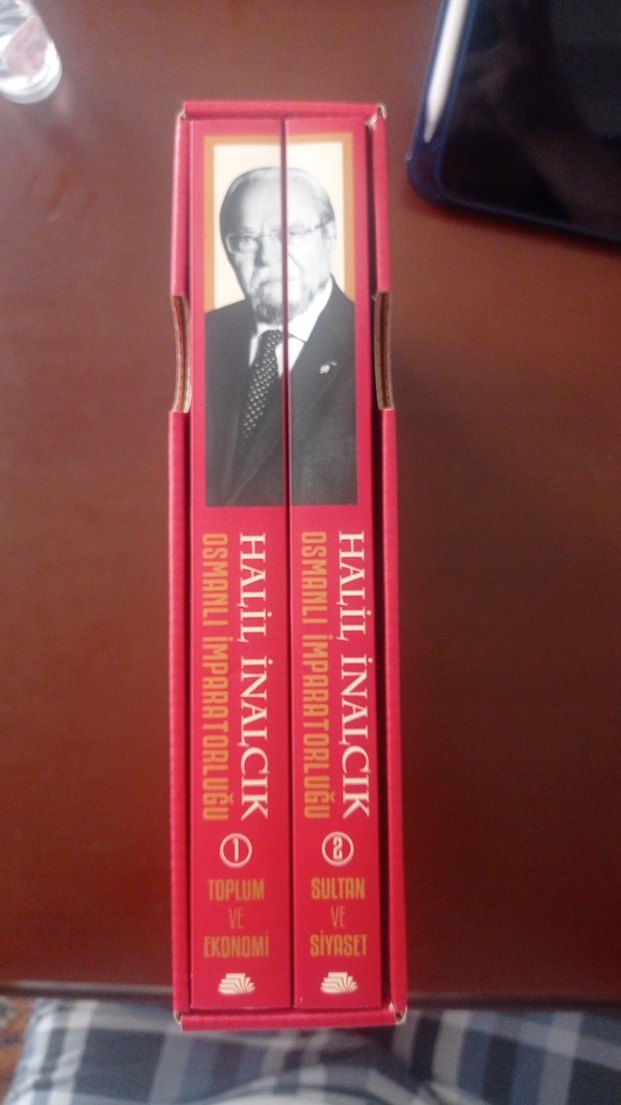 HALİL İNALCIK
OSMANLI İMPARATORLUĞU
1
TOPLUM
VE
EKONOMİ
HALİL İNALCIK
OSMANLI İMPARATORLUĞU
2
SULTAN
VE
SİYASET